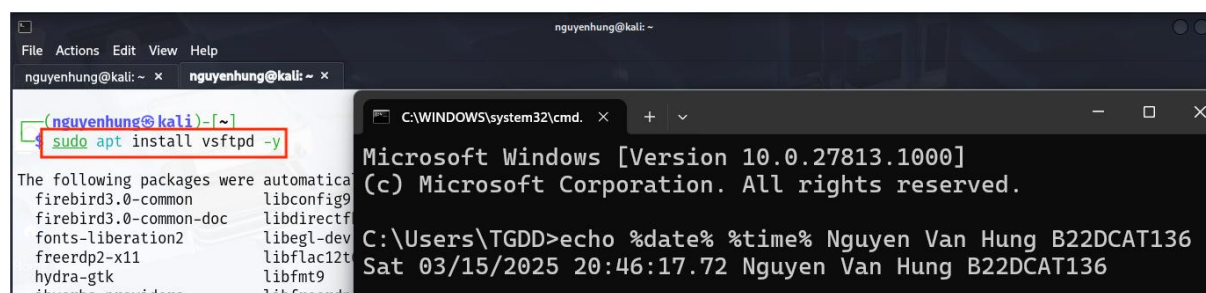 nguyenhung@kali: ~
File Actions Edit View Help
nguyenhung@kali: ~ × nguyenhung@kali: ~ ×
(nguyenhung㉿kali)-[~]
$ sudo apt install vsftpd -y
The following packages were automatica
firebird3.0-common libconfig9
firebird3.0-common-doc
fonts-liberation2 libegl-dev
freerdp2-x11
hydra-gtk libfmt9
C:\WINDOWS\system32\cmd. × +
Microsoft Windows [Version 10.0.27813.1000]
(c) Microsoft Corporation. All rights reserved.
C:\Users\TGDD>echo %date% %time% Nguyen Van Hung B22DCAT136
Sat 03/15/2025 20:46:17.72 Nguyen Van Hung B22DCAT136